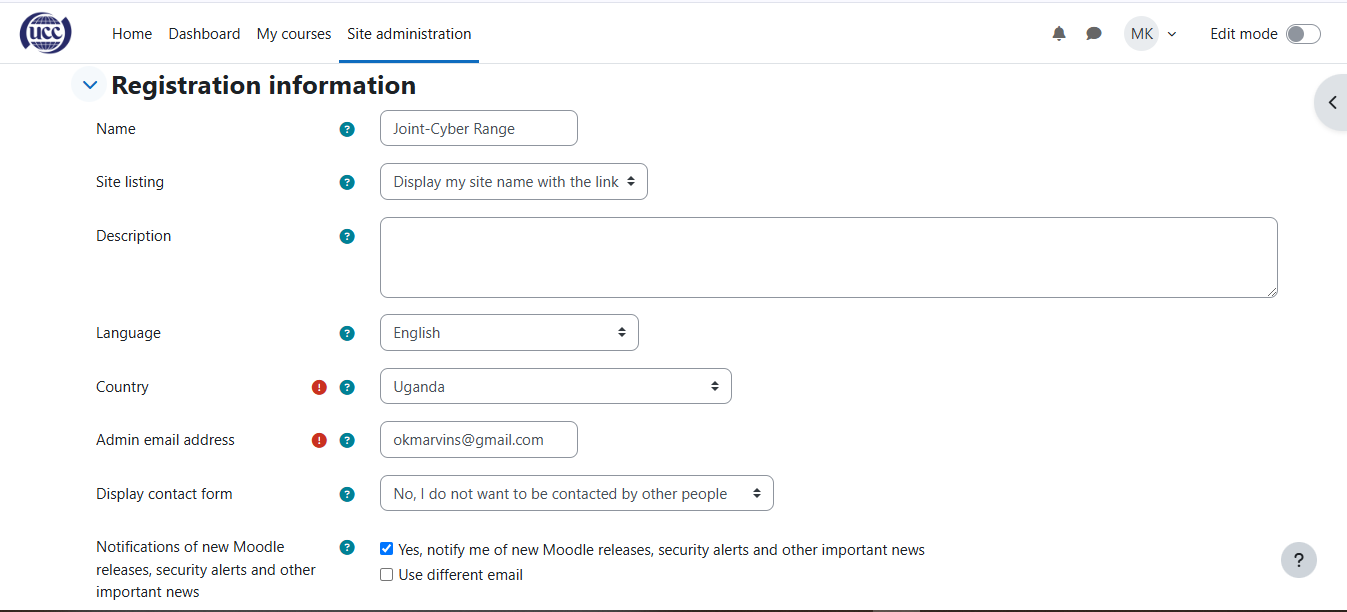 ucc
Home Dashboard My courses Site administration MK Edit mode
Registration information
Name ? Joint-Cyber Range
Site listing ? Display my site name with the link
Description ?
Language ? English
Country ! ? Uganda
Admin email address ! ? okmarvins@gmail.com
Display contact form ? No, I do not want to be contacted by other people
Notifications of new Moodle ? Yes, notify me of new Moodle releases, security alerts and other important news
releases, security alerts and other Use different email
important news
?